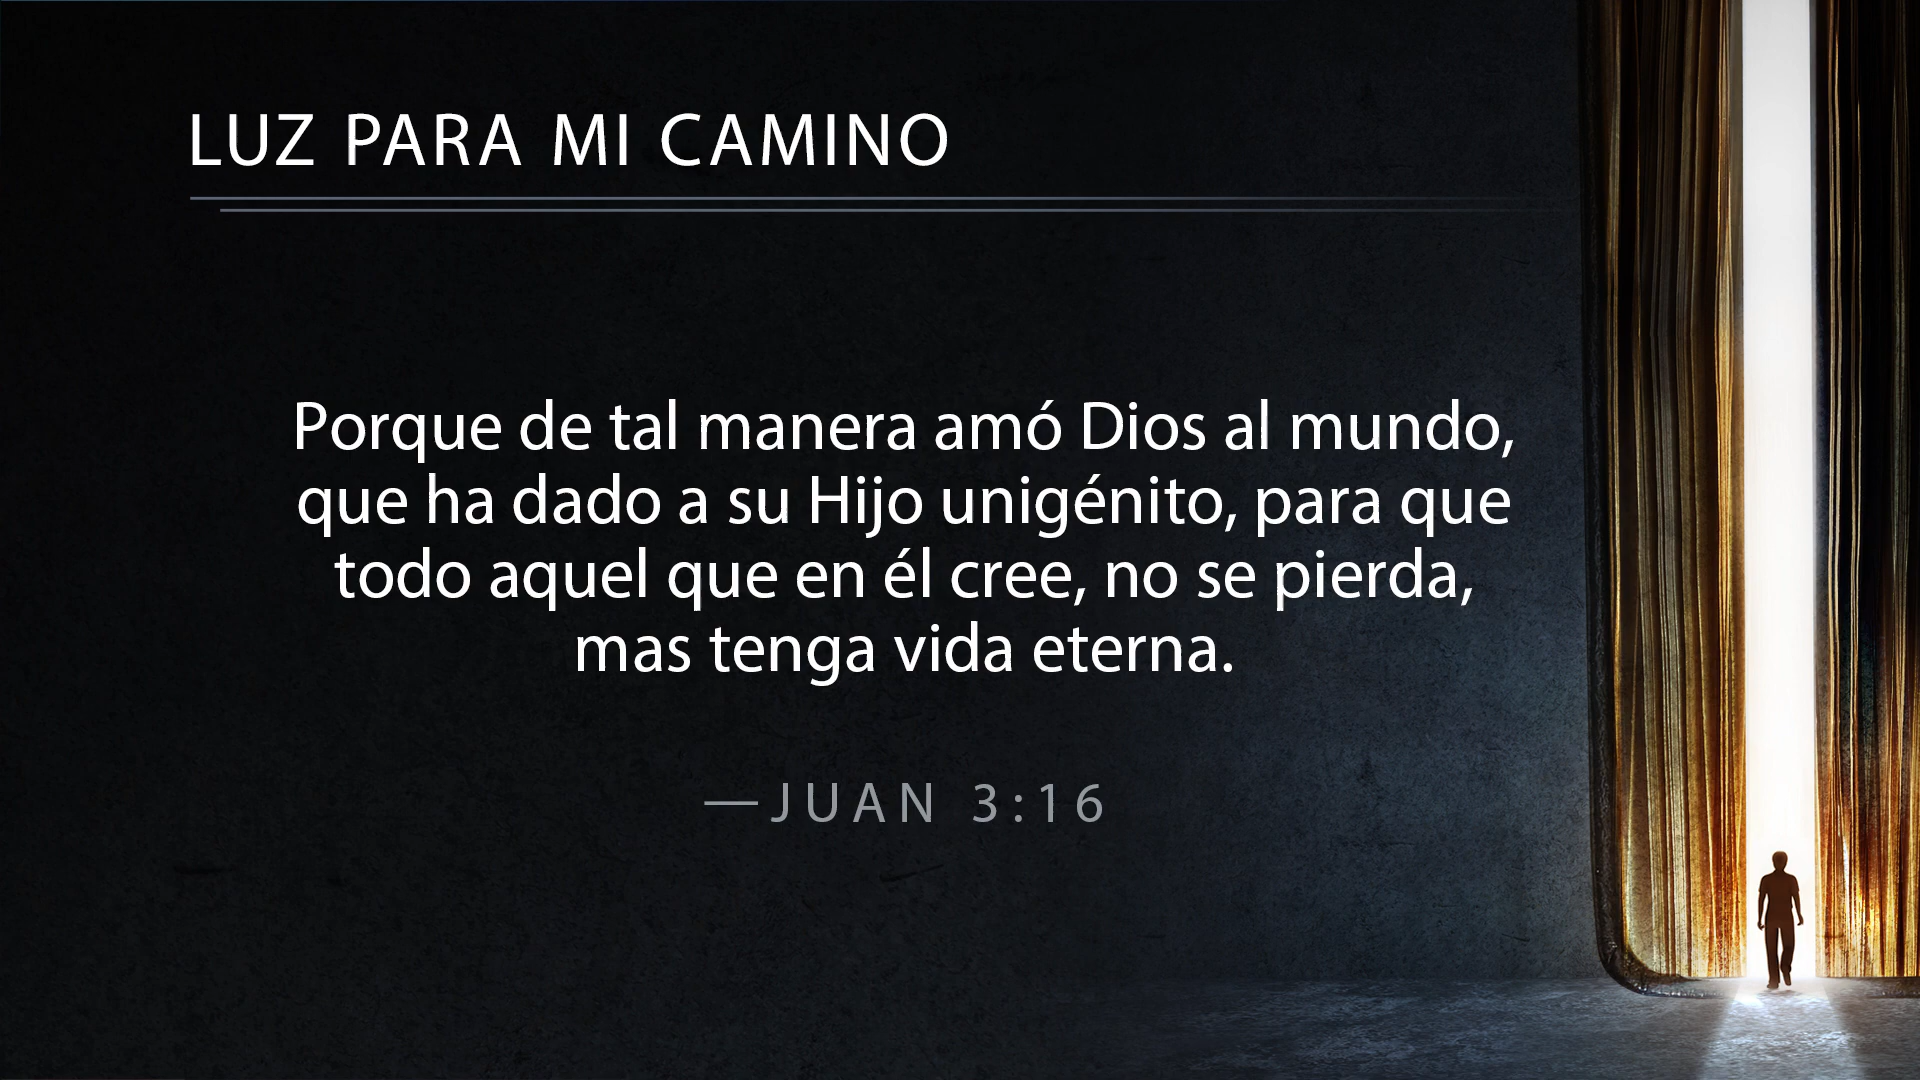 LUZ PARA MI CAMINO
Porque de tal manera amó Dios al mundo,
que ha dado a su Hijo unigénito, para que
todo aquel que en él cree, no se pierda,
mas tenga vida eterna.
—JUAN 3:16